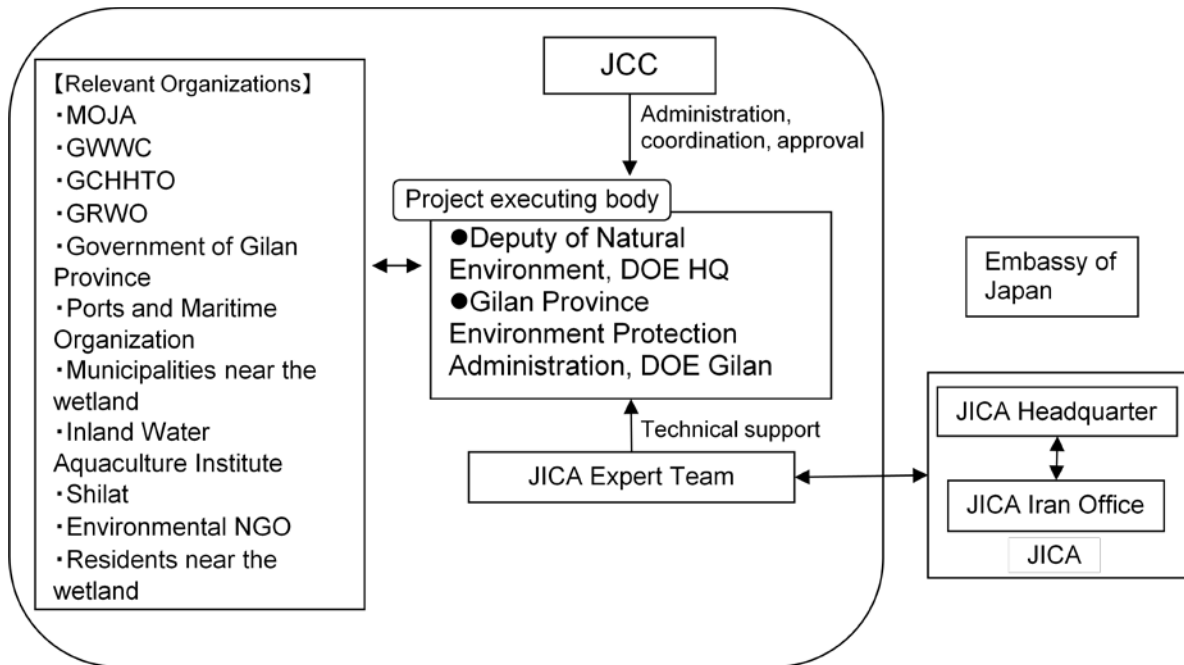 【Relevant Organizations】
・MOJA
・GWWC
・GCHHTO
・GRWO
・Government of Gilan
Province
・Ports and Maritime
Organization
・Municipalities near the
wetland
・Inland Water
Aquaculture Institute
・Shilat
・Environmental NGO
・Residents near the
wetland
JCC
Administration,
coordination, approval
Project executing body
●Deputy of Natural
Environment, DOE HQ
●Gilan Province
Environment Protection
Administration, DOE Gilan
Technical support
JICA Expert Team
Embassy of
Japan
JICA Headquarter
JICA Iran Office
JICA